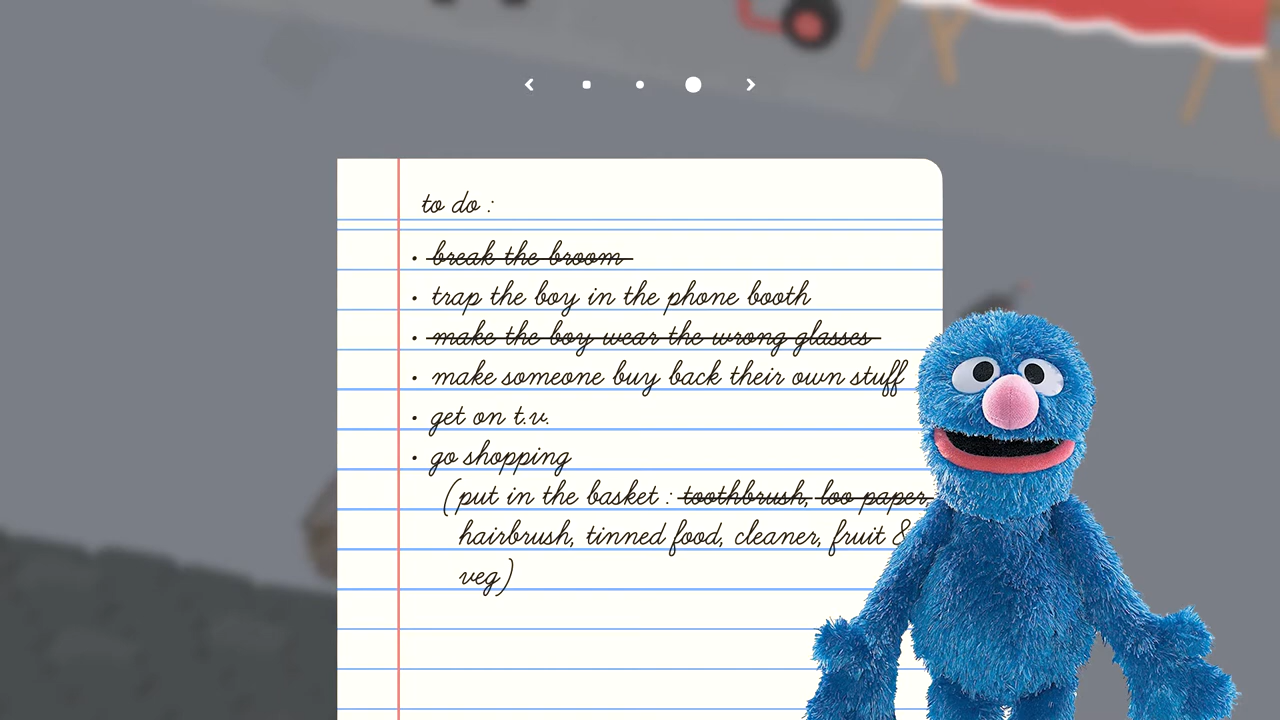 to do :
• break the broom
• trap the boy in the phone booth
• make the boy wear the wrong glasses
• make someone buy back their own stuff
• get on t.v.
• go shopping
(put in the basket : toothbrush, loo paper,
hairbrush, tinned food, cleaner, fruit &
veg)